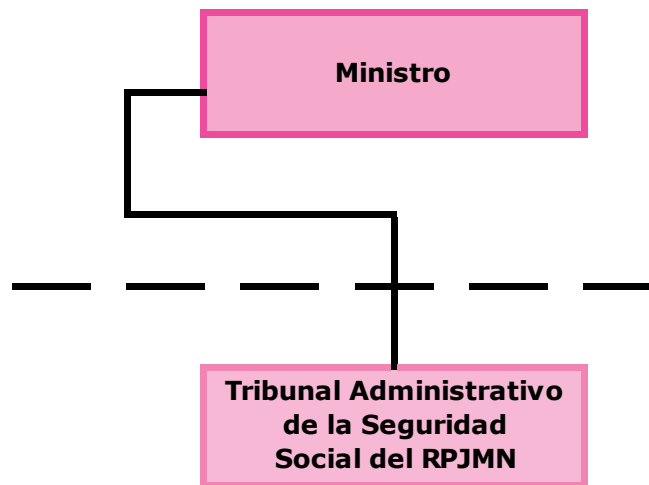 Ministro
Tribunal Administrativo
de la Seguridad
Social del RPJMN